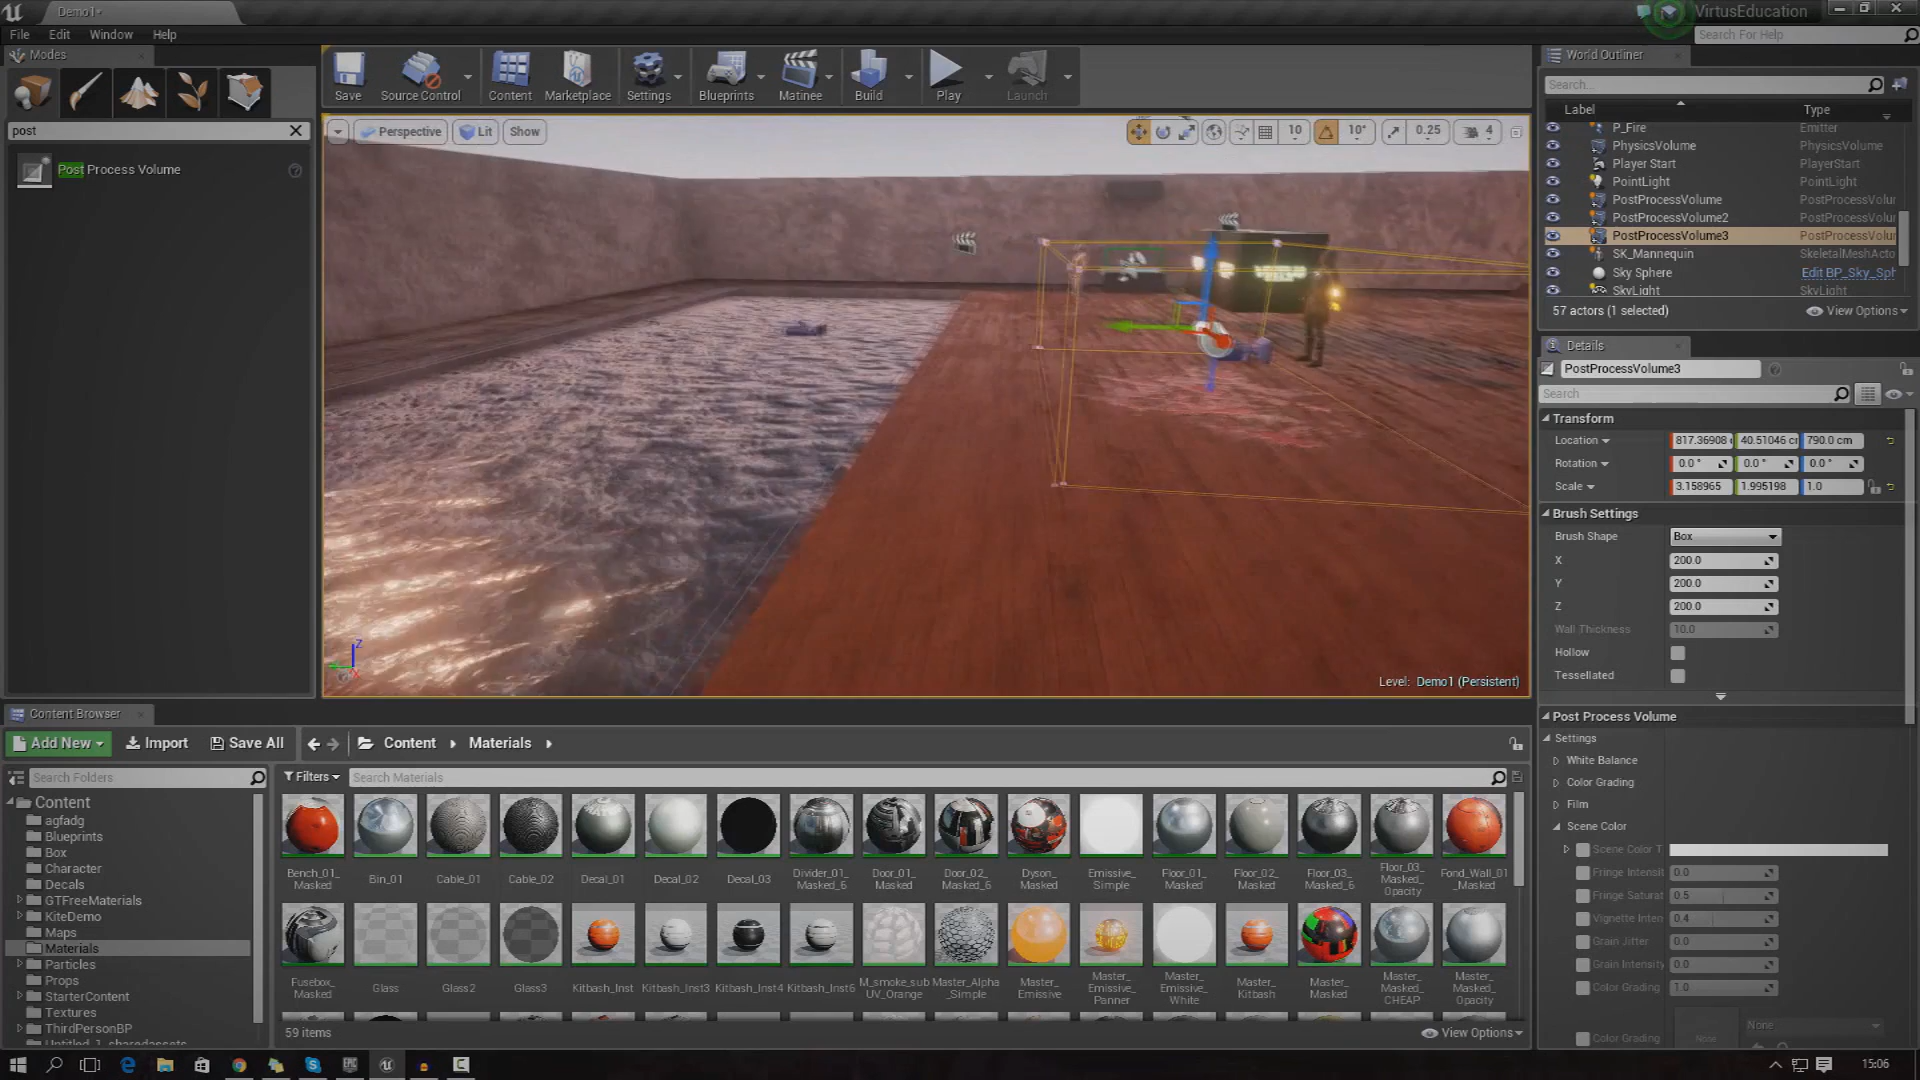 Demo1*
VirtusEducation
File Edit Window Help
Search For Help
Modes
post
Post Process Volume
Save
Source Control
Content
Marketplace
Settings
Blueprints
Matinee
Build
Play
Launch
Perspective
Lit
Show
10
10°
0.25
4
Level: Demo1 (Persistent)
World Outliner
Search...
Label Type
P_Fire Emitter
PhysicsVolume PhysicsVolume
Player Start PlayerStart
PointLight PointLight
PostProcessVolume PostProcessVolur
PostProcessVolume2 PostProcessVolur
PostProcessVolume3 PostProcessVolur
SK_Mannequin SkeletalMeshActo
Sky Sphere Edit BP_Sky_Sph
SkyLight SkyLight
57 actors (1 selected)
View Options
Details
PostProcessVolume3
Search
Transform
Location 817.36908 40.51046 cm 790.0 cm
Rotation 0.0° 0.0° 0.0°
Scale 3.158965 1.995198 1.0
Brush Settings
Brush Shape Box
X 200.0
Y 200.0
Z 200.0
Wall Thickness 10.0
Hollow
Tessellated
Post Process Volume
Settings
White Balance
Color Grading
Film
Scene Color
Scene Color T
Fringe Intensit 0.0
Fringe Saturat 0.5
Vignette Inten 0.4
Grain Jitter 0.0
Grain Intensity 0.0
Color Grading 1.0
Color Grading None None
Content Browser
Add New Import Save All Content Materials
Search Folders
Content
agfadg
Blueprints
Box
Character
Decals
GTFreeMaterials
KiteDemo
Maps
Materials
Particles
Props
StarterContent
Textures
ThirdPersonBP
Untitled_1_sharedassets
Filters Search Materials
Bench_01_Masked
Bin_01
Cable_01
Cable_02
Decal_01
Decal_02
Decal_03
Divider_01_Masked_6
Door_01_Masked
Door_02_Masked_6
Dyson_Masked
Emissive_Simple
Floor_01_Masked
Floor_02_Masked
Floor_03_Masked_6
Floor_03_Masked_Opacity
Fond_Wall_01_Masked
Fusebox_Masked
Glass
Glass2
Glass3
Kitbash_Inst
Kitbash_Inst3
Kitbash_Inst4
Kitbash_Inst6
M_smoke_subUV_Orange
Master_Alpha_Simple
Master_Emissive
Master_Emissive_Panner
Master_Emissive_White
Master_Kitbash
Master_Masked
Master_Masked_CHEAP
Master_Masked_Opacity
59 items
View Options
15:06